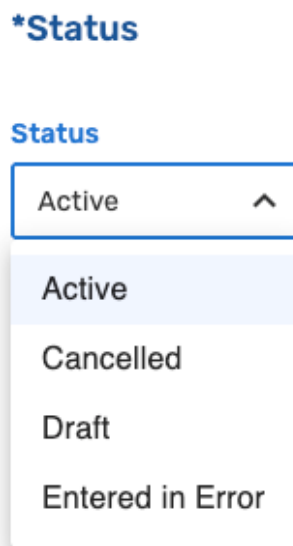 *Status
Status
Active
Active
Cancelled
Draft
Entered in Error